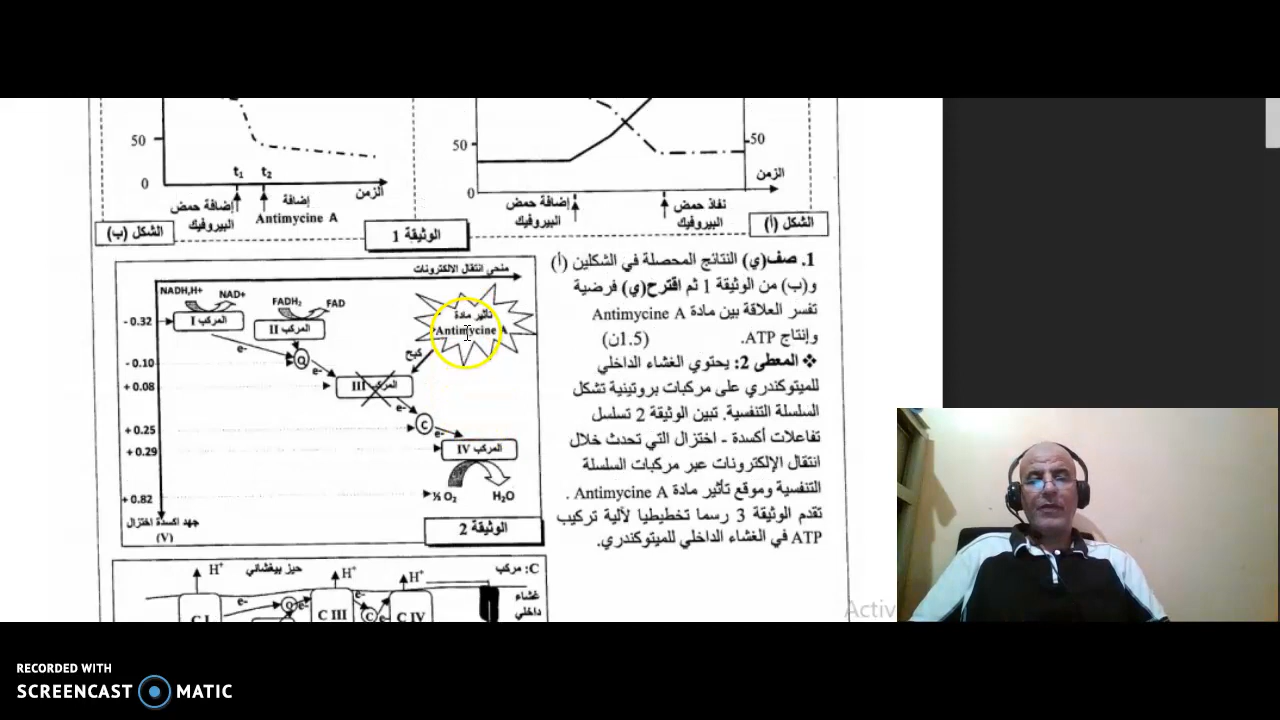 50
t₁
t₂
0
الزمن
إضافة حمض البيروفيك
إضافة
Antimycine A
الشكل (ب)
الوثيقة 1
50
50
0
الزمن
إضافة حمض البيروفيك
نفاذ حمض البيروفيك
الشكل (أ)
1. صف(ي) النتائج المحصلة في الشكلين (أ)
و(ب) من الوثيقة 1 ثم اقترح(ي) فرضية
تفسر العلاقة بين مادة Antimycine A
وإنتاج ATP. (1.5ن)
❖ المعطى 2: يحتوي الغشاء الداخلي
للميتوكندري على مركبات بروتينية تشكل
السلسلة التنفسية. تبين الوثيقة 2 تسلسل
تفاعلات أكسدة - اختزال التي تحدث خلال
انتقال الإلكترونات عبر مركبات السلسلة
التنفسية وموقع تأثير مادة Antimycine A .
تقدم الوثيقة 3 رسما تخطيطيا لآلية تركيب
ATP في الغشاء الداخلي للميتوكندري.
منحى انتقال الالكترونات
NADH,H+
NAD+
FADH₂
FAD
تأثير مادة
Antimycine A
- 0.32
المركب I
المركب II
كبح
e-
Q
e-
- 0.10
+ 0.08
المركب III
e-
C
e-
+ 0.25
+ 0.29
المركب IV
+ 0.82
½ O₂
H₂O
جهد أكسدة اختزال
(V)
الوثيقة 2
H⁺
حيز بيغشائي
H⁺
H⁺
C: مركب
غشاء
داخلي
e-
Q
e-
e-
C
e-
C I
C III
C IV
Activ
RECORDED WITH
SCREENCAST MATIC